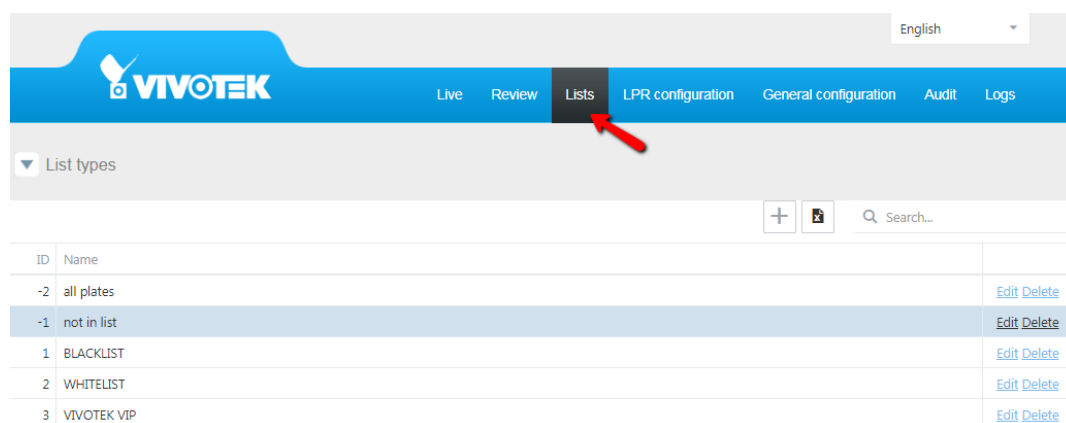 English
VIVOTEK
Live Review Lists LPR configuration General configuration Audit Logs
List types
Search...
ID Name
-2 all plates Edit Delete
-1 not in list Edit Delete
1 BLACKLIST Edit Delete
2 WHITELIST Edit Delete
3 VIVOTEK VIP Edit Delete